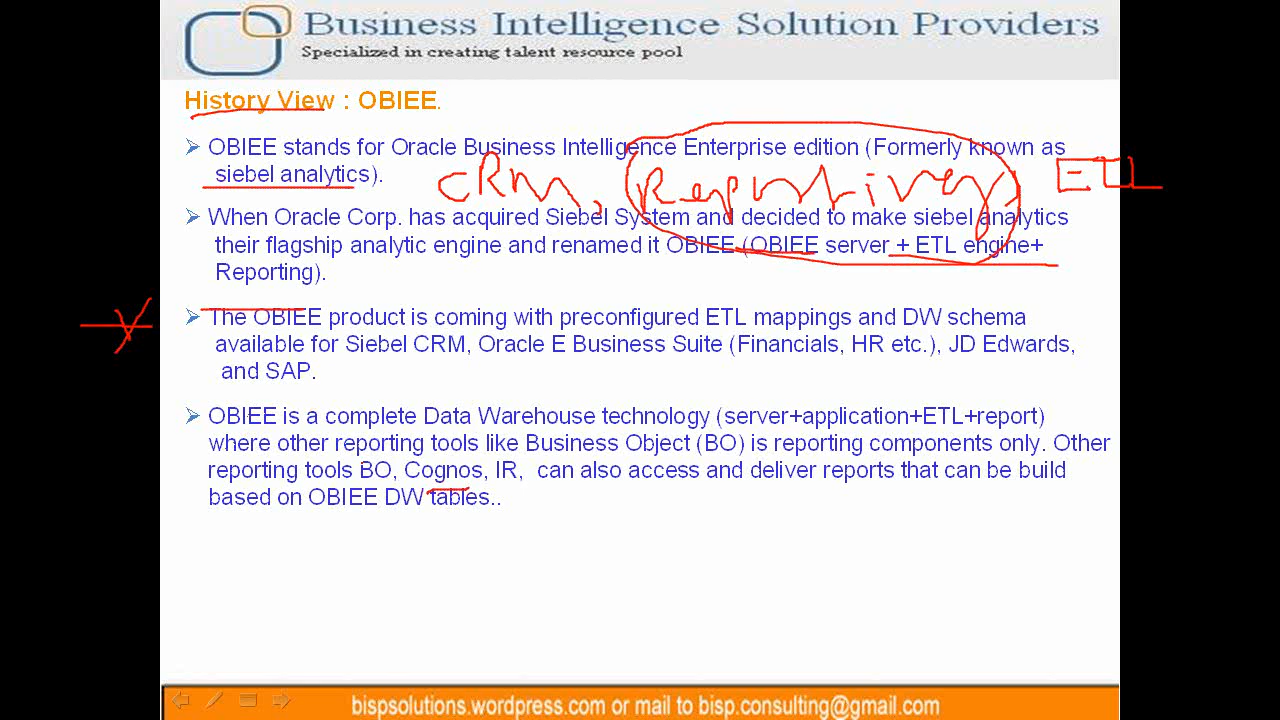 Business Intelligence Solution Providers
Specialized in creating talent resource pool
History View : OBIEE.
OBIEE stands for Oracle Business Intelligence Enterprise edition (Formerly known as
siebel analytics).
CRM, Reporting, ETL
When Oracle Corp. has acquired Siebel System and decided to make siebel analytics
their flagship analytic engine and renamed it OBIEE (OBIEE server + ETL engine+
Reporting).
The OBIEE product is coming with preconfigured ETL mappings and DW schema
available for Siebel CRM, Oracle E Business Suite (Financials, HR etc.), JD Edwards,
and SAP.
OBIEE is a complete Data Warehouse technology (server+application+ETL+report)
where other reporting tools like Business Object (BO) is reporting components only. Other
reporting tools BO, Cognos, IR, can also access and deliver reports that can be build
based on OBIEE DW tables..
bispsolutions.wordpress.com or mail to bisp.consulting@gmail.com